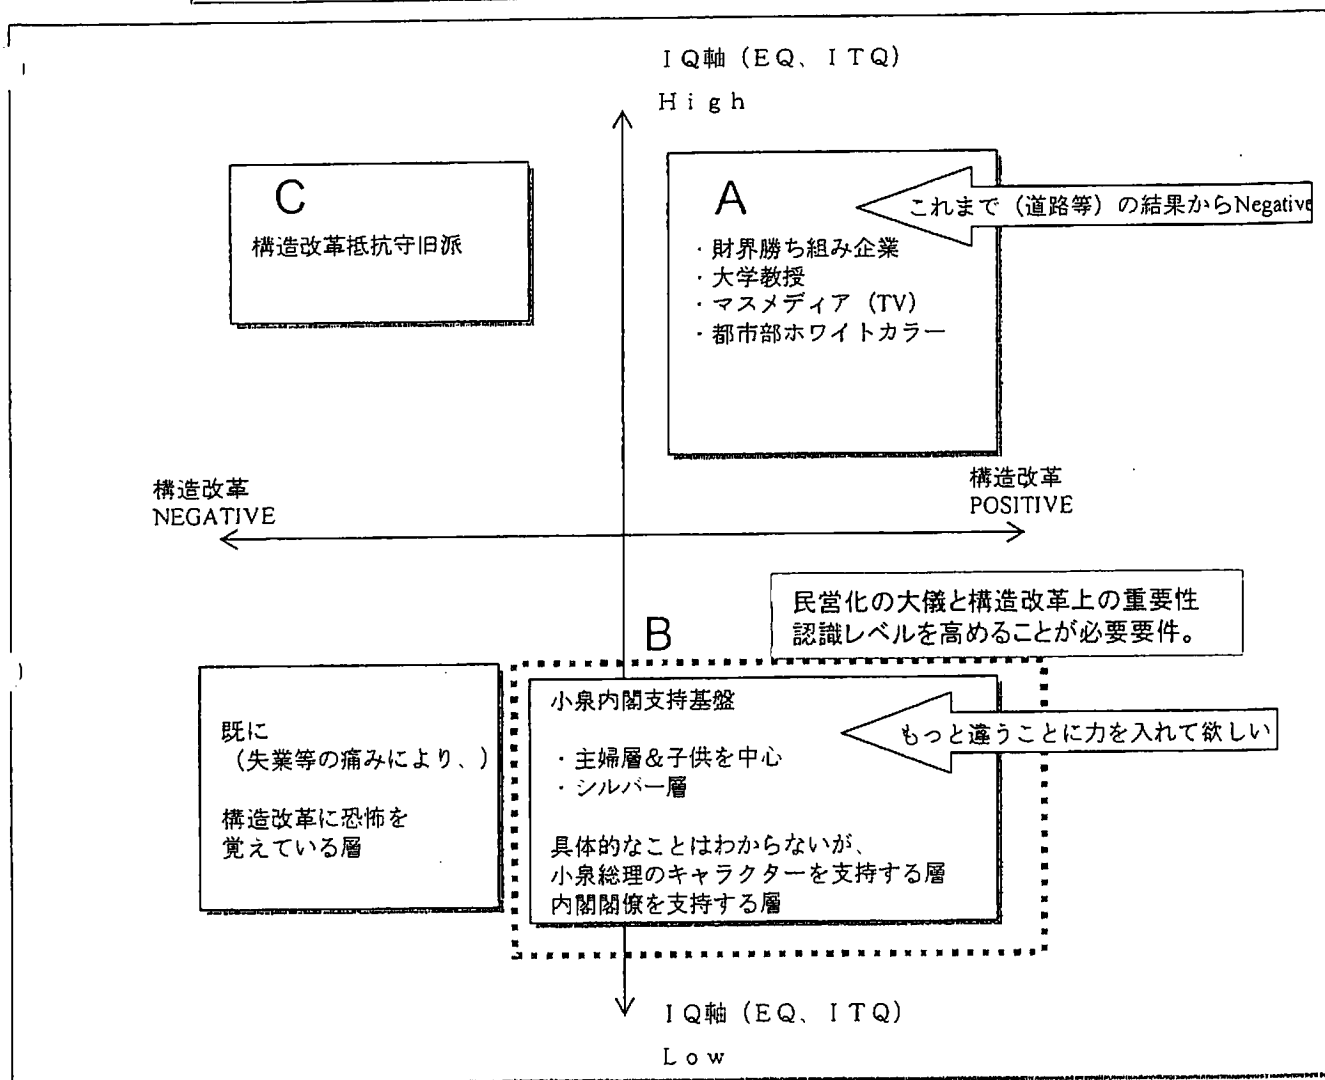 IQ軸(EQ、ITQ)
High
C
構造改革抵抗守旧派
A
・財界勝ち組み企業
・大学教授
・マスメディア(TV)
・都市部ホワイトカラー
これまで(道路等)の結果からNegative
構造改革
NEGATIVE
構造改革
POSITIVE
民営化の大儀と構造改革上の重要性
認識レベルを高めることが必要要件。
B
既に
(失業等の痛みにより、)
構造改革に恐怖を
覚えている層
小泉内閣支持基盤
・主婦層&子供を中心
・シルバー層
具体的なことはわからないが、
小泉総理のキャラクターを支持する層
内閣閣僚を支持する層
もっと違うことに力を入れて欲しい
IQ軸(EQ、ITQ)
Low